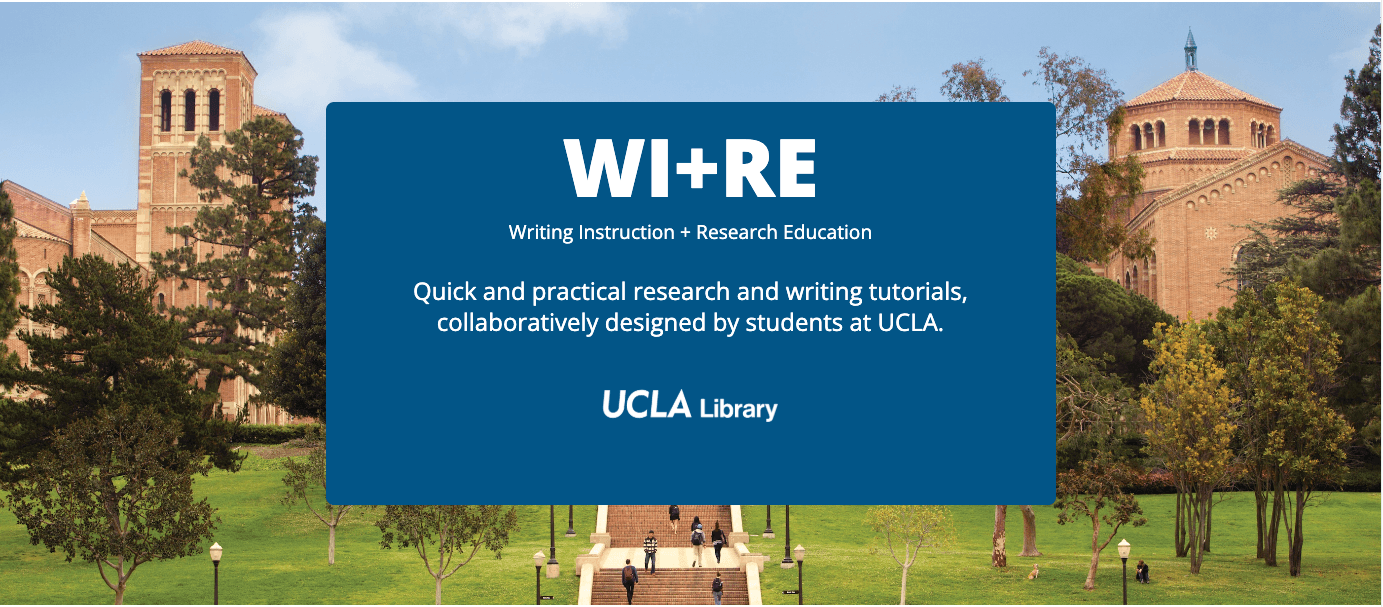 WI+RE
Writing Instruction + Research Education
Quick and practical research and writing tutorials,
collaboratively designed by students at UCLA.
UCLA Library